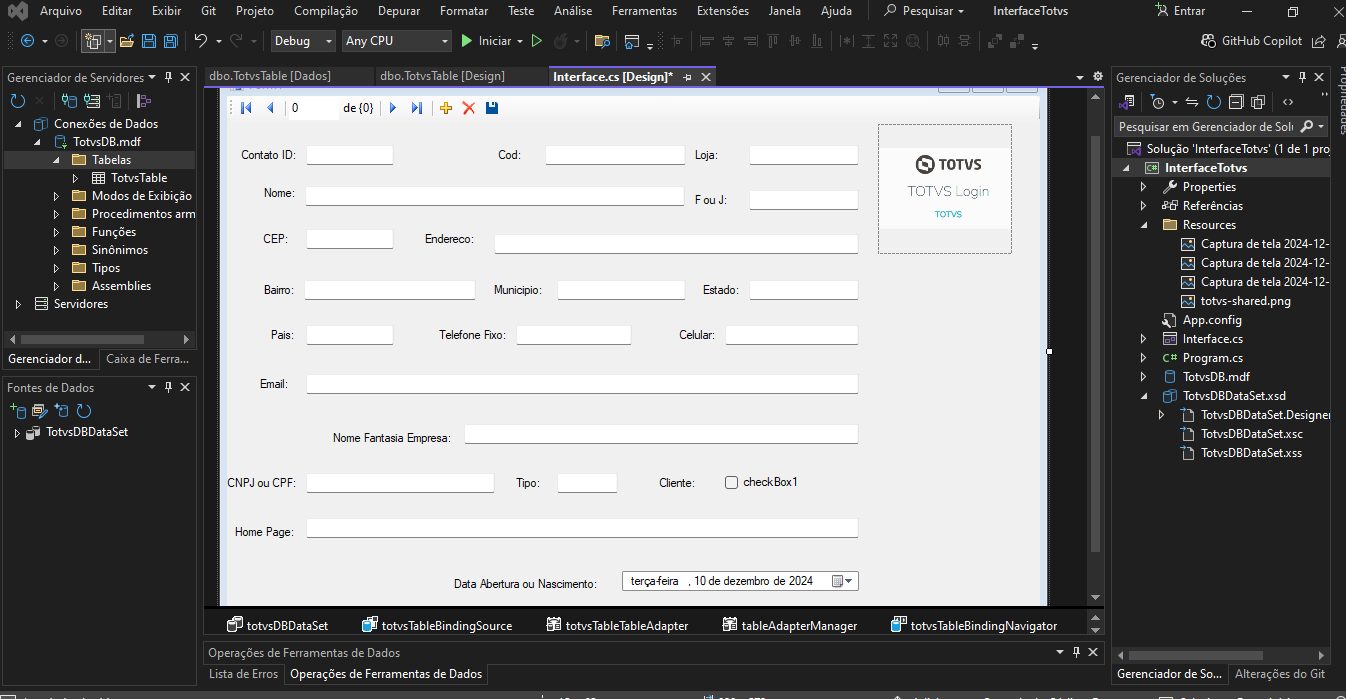 Arquivo Editar Exibir Git Projeto Compilação Depurar Formatar Teste Análise Ferramentas Extensões Janela Ajuda Pesquisar InterfaceTotvs Entrar
Debug Any CPU Iniciar GitHub Copilot
Gerenciador de Servidores
Conexões de Dados
TotvsDB.mdf
Tabelas
TotvsTable
Modos de Exibição
Procedimentos arm
Funções
Sinônimos
Tipos
Assemblies
Servidores
Gerenciador d... Caixa de Ferra...
Fontes de Dados
TotvsDBDataSet
dbo.TotvsTable [Dados] dbo.TotvsTable [Design] Interface.cs [Design]*
0 de {0}
Contato ID: Cod: Loja:
Nome: F ou J:
CEP: Endereco:
Bairro: Municipio: Estado:
Pais: Telefone Fixo: Celular:
Email:
Nome Fantasia Empresa:
CNPJ ou CPF: Tipo: Cliente: checkBox1
Home Page:
Data Abertura ou Nascimento: terça-feira , 10 de dezembro de 2024
TOTVS
TOTVS Login
TOTVS
totvsDBDataSet totvsTableBindingSource totvsTableTableAdapter tableAdapterManager totvsTableBindingNavigator
Operações de Ferramentas de Dados
Lista de Erros Operações de Ferramentas de Dados
Gerenciador de Soluções
Pesquisar em Gerenciador de Solu
Solução 'InterfaceTotvs' (1 de 1 proj
InterfaceTotvs
Properties
Referências
Resources
Captura de tela 2024-12-
Captura de tela 2024-12-
Captura de tela 2024-12-
totvs-shared.png
App.config
Interface.cs
Program.cs
TotvsDB.mdf
TotvsDBDataSet.xsd
TotvsDBDataSet.Designer
TotvsDBDataSet.xsc
TotvsDBDataSet.xss
Gerenciador de So... Alterações do Git
Propriedades